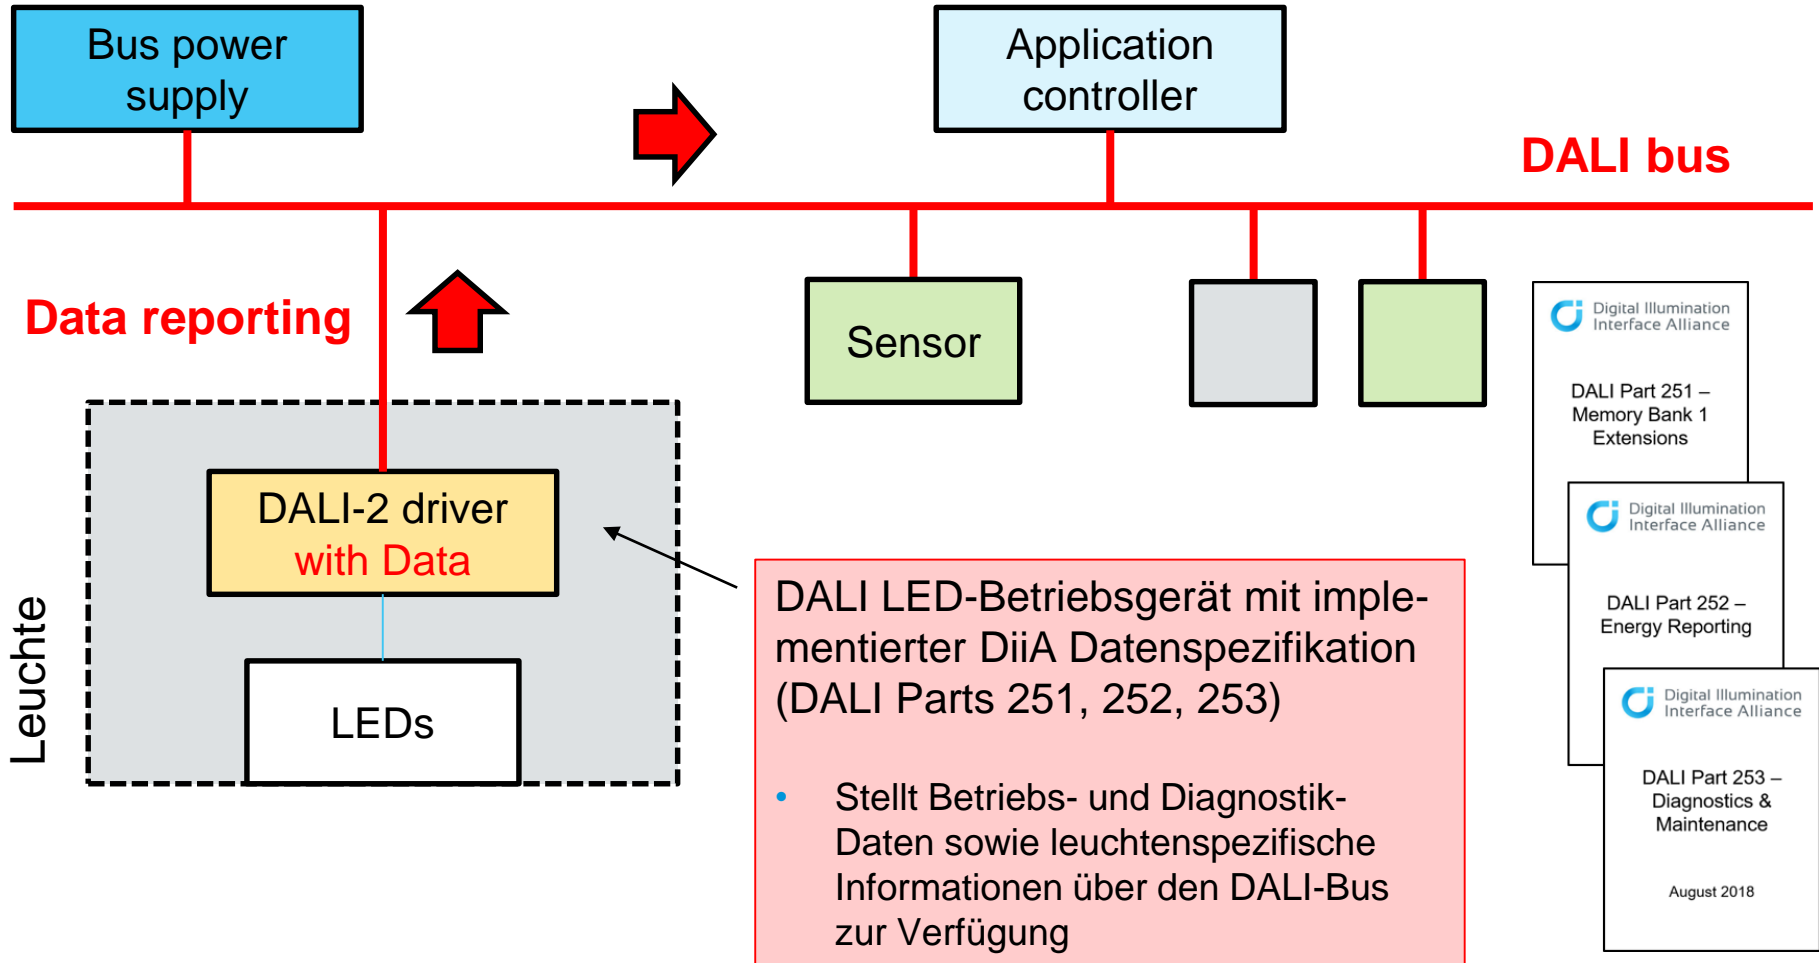 Bus power
supply
Application
controller
DALI bus
Data reporting
Sensor
Leuchte
DALI-2 driver
with Data
LEDs
DALI LED-Betriebsgerät mit imple-
mentierter DiiA Datenspezifikation
(DALI Parts 251, 252, 253)
• Stellt Betriebs- und Diagnostik-
Daten sowie leuchtenspezifische
Informationen über den DALI-Bus
zur Verfügung
Digital Illumination
Interface Alliance
DALI Part 251 –
Memory Bank 1
Extensions
Digital Illumination
Interface Alliance
DALI Part 252 –
Energy Reporting
Digital Illumination
Interface Alliance
DALI Part 253 –
Diagnostics &
Maintenance
August 2018